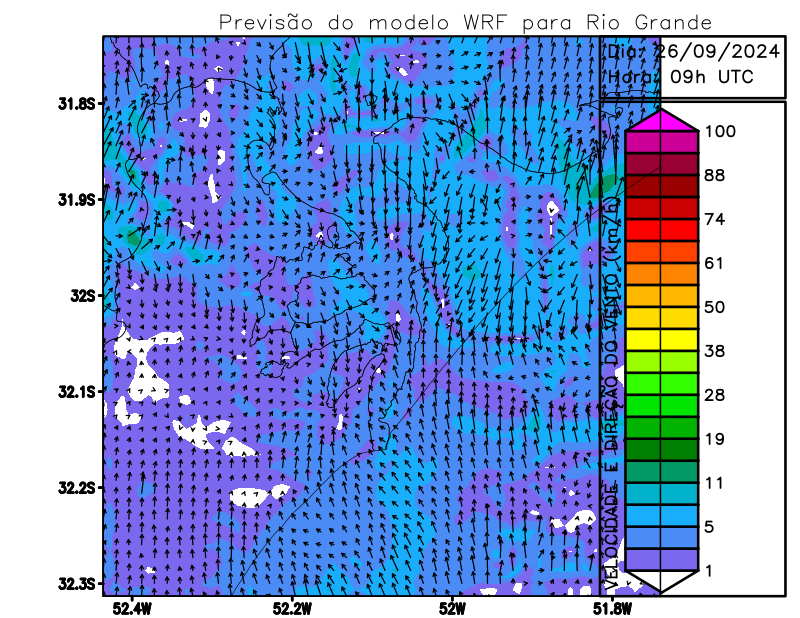 Previsão do modelo WRF para Rio Grande
Dia: 26/09/2024
Hora: 09h UTC
31.8S
31.9S
32S
32.1S
32.2S
32.3S
52.4W
52.2W
52W
51.8W
VELOCIDADE E DIREÇÃO DO VENTO (km/h)
100
88
74
61
50
38
28
19
11
5
1